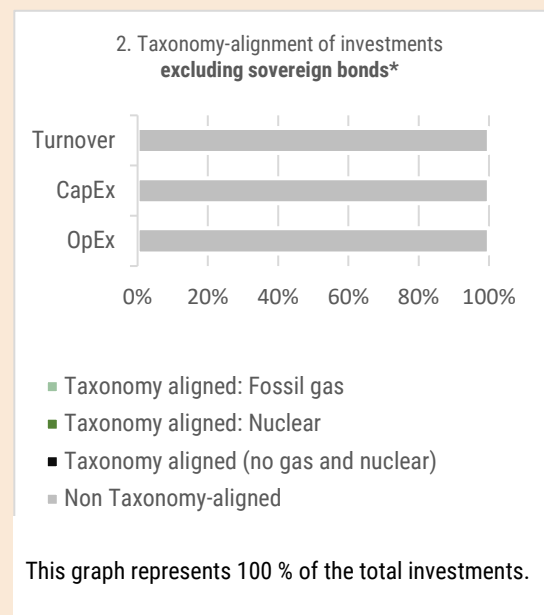 2. Taxonomy-alignment of investments
excluding sovereign bonds*
Turnover
CapEx
OpEx
0% 20% 40% 60% 80% 100%
Taxonomy aligned: Fossil gas
Taxonomy aligned: Nuclear
Taxonomy aligned (no gas and nuclear)
Non Taxonomy-aligned
This graph represents 100 % of the total investments.